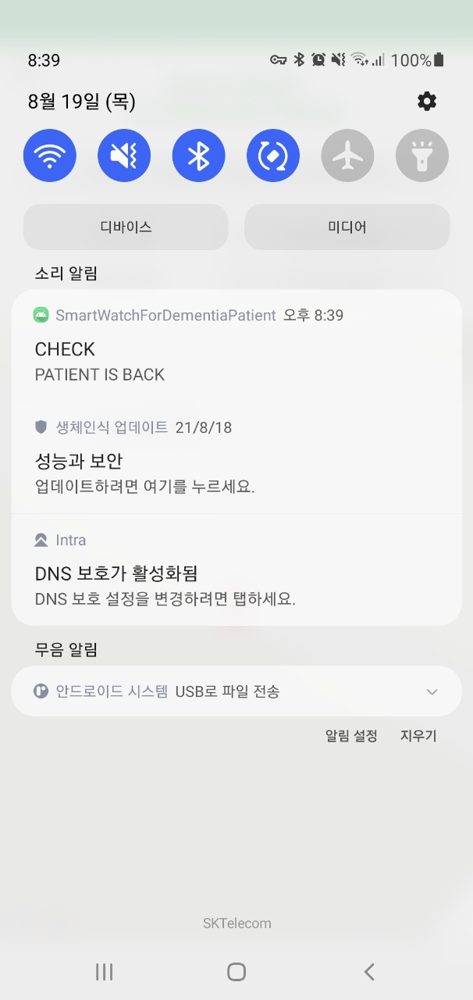 8:39 100%
8월 19일 (목)
디바이스 미디어
소리 알림
SmartWatchForDementiaPatient 오후 8:39
CHECK
PATIENT IS BACK
생체인식 업데이트 21/8/18
성능과 보안
업데이트하려면 여기를 누르세요.
Intra
DNS 보호가 활성화됨
DNS 보호 설정을 변경하려면 탭하세요.
무음 알림
안드로이드 시스템 USB로 파일 전송
알림 설정 지우기
SKTelecom